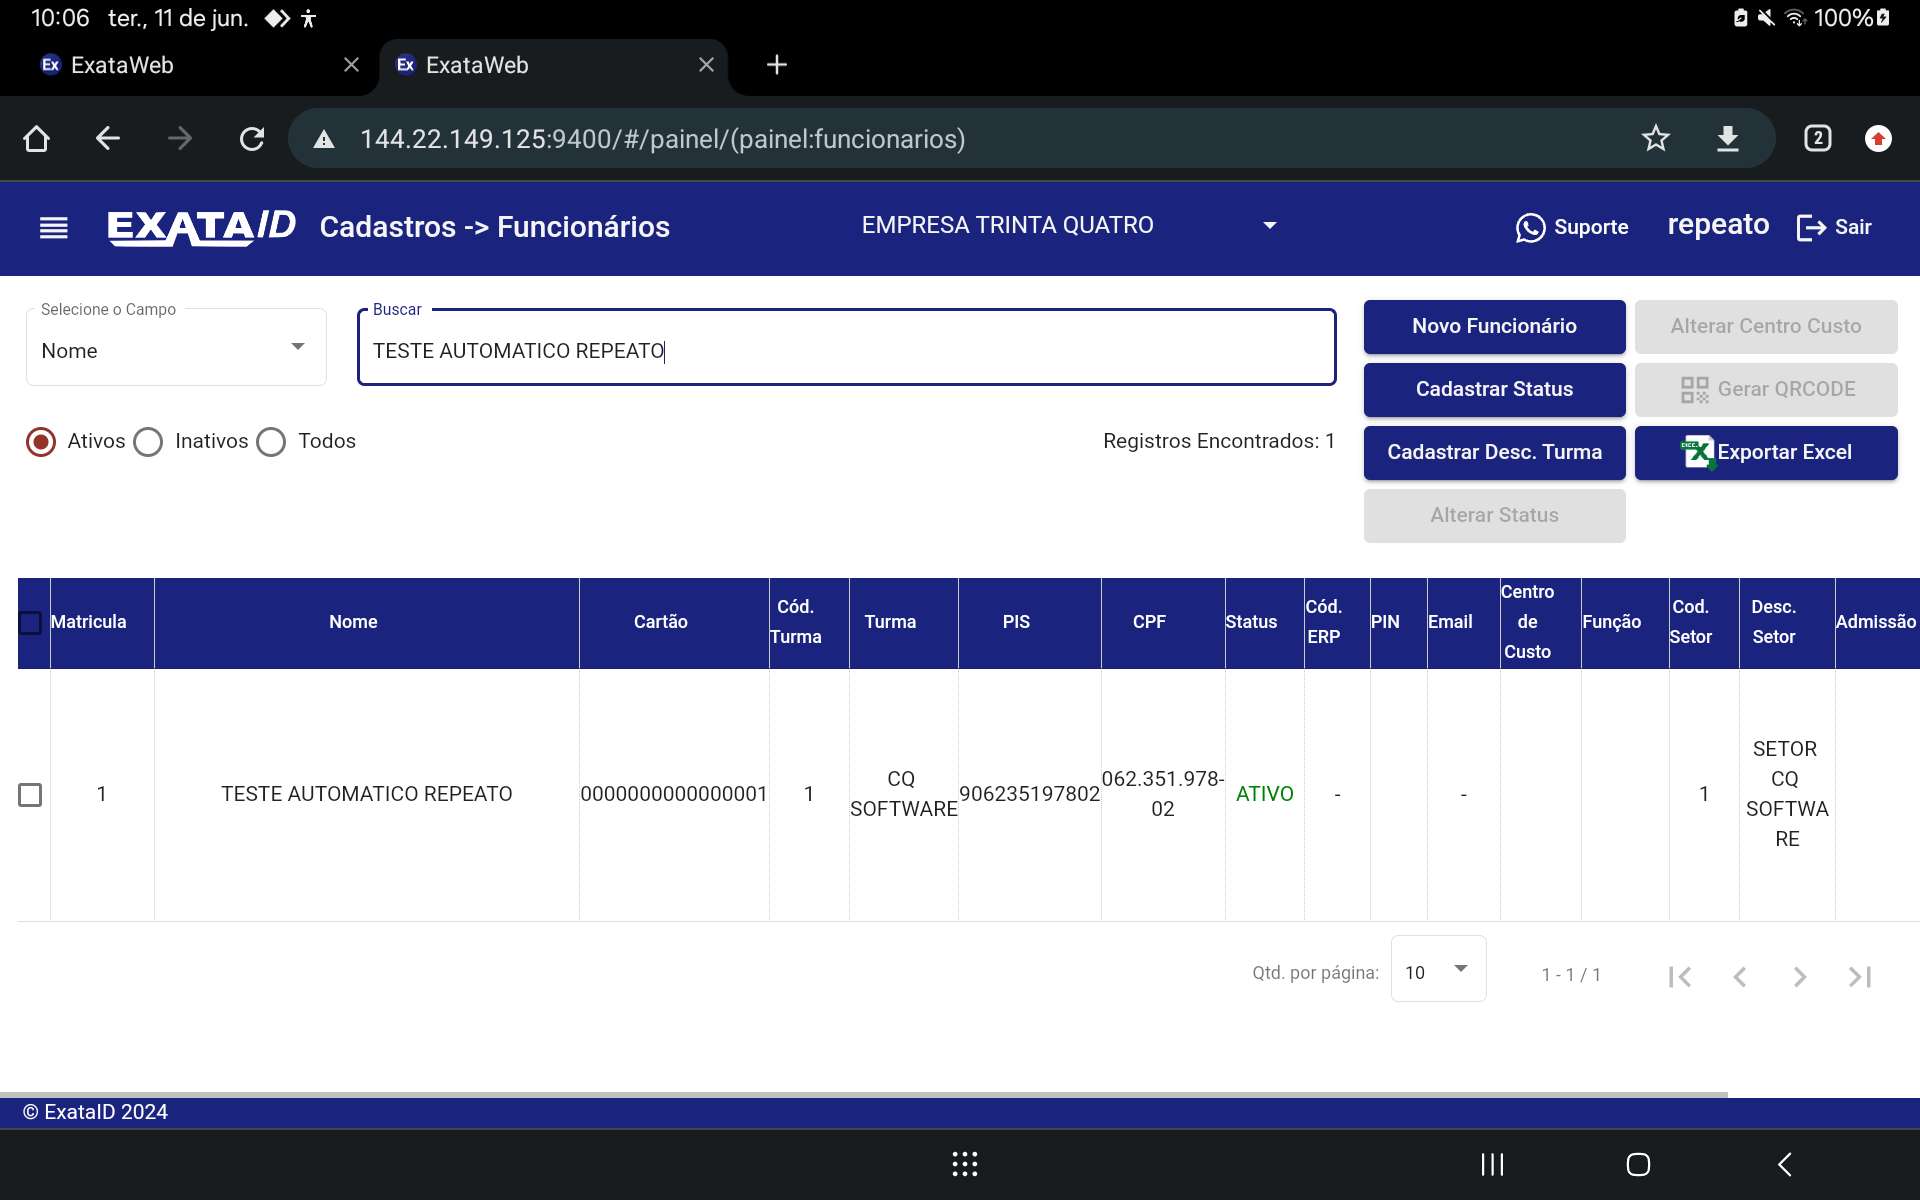 10:06 ter., 11 de jun. 100%
Ex ExataWeb
Ex ExataWeb
144.22.149.125:9400/#/painel/(painel:funcionarios)
2
EXATAID Cadastros -> Funcionários EMPRESA TRINTA QUATRO Suporte repeato Sair
Selecione o Campo
Nome
Buscar
TESTE AUTOMATICO REPEATO
Ativos Inativos Todos
Registros Encontrados: 1
Novo Funcionário
Alterar Centro Custo
Cadastrar Status
Gerar QRCODE
Cadastrar Desc. Turma
Exportar Excel
Alterar Status
Matricula Nome Cartão Cód. Turma Turma PIS CPF Status Cód. ERP PIN Email Centro de Custo Função Cod. Setor Desc. Setor Admissão
1 TESTE AUTOMATICO REPEATO 0000000000000001 1 CQ SOFTWARE 906235197802 062.351.978-02 ATIVO - - 1 SETOR CQ SOFTWARE
Qtd. por página: 10 1 - 1 / 1
© ExataID 2024